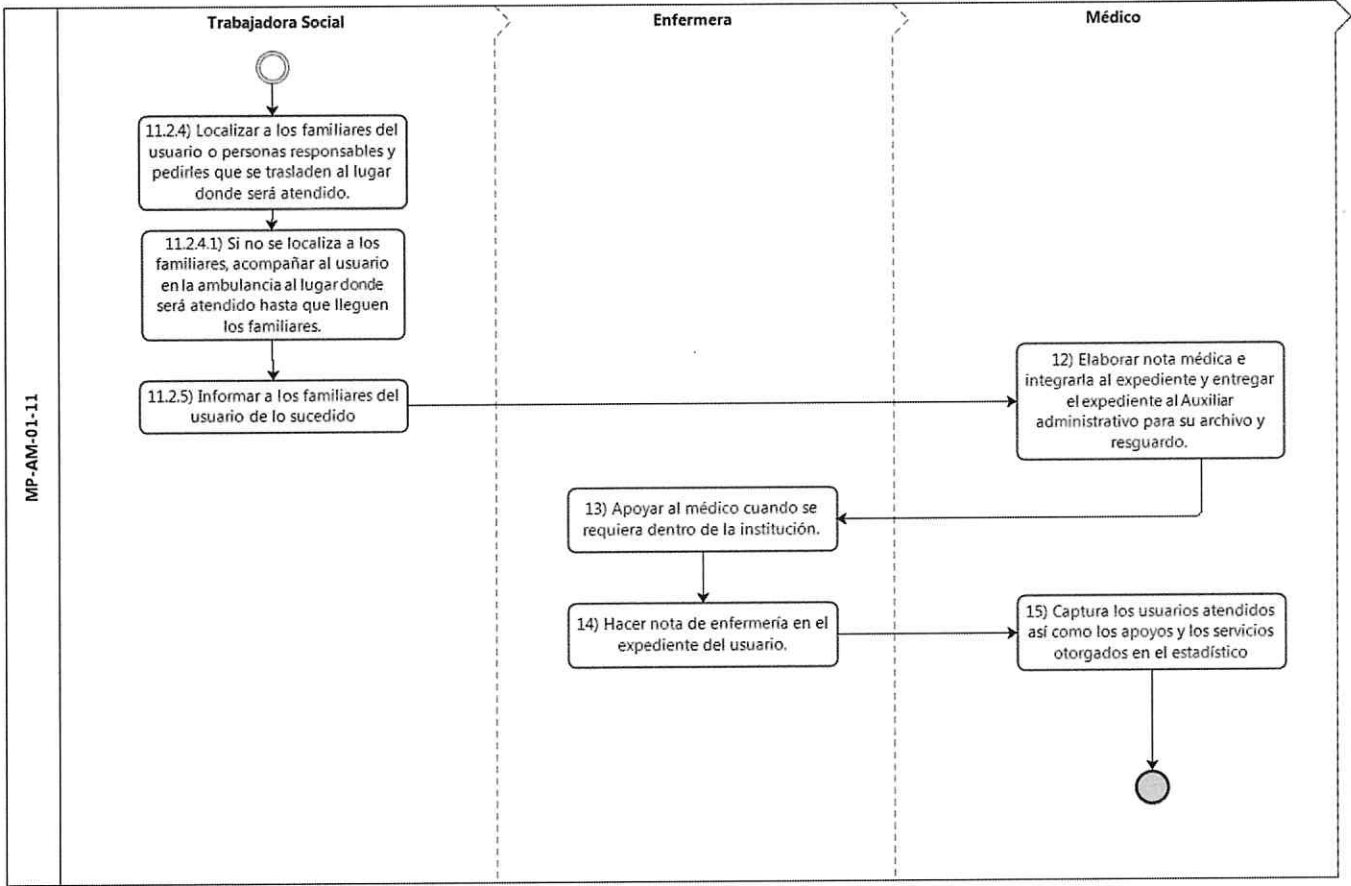 Trabajadora Social
Enfermera
Médico
MP-AM-01-11
11.2.4) Localizar a los familiares del
usuario o personas responsables y
pedirles que se trasladen al lugar
donde será atendido.
11.2.4.1) Si no se localiza a los
familiares, acompañar al usuario
en la ambulancia al lugar donde
será atendido hasta que lleguen
los familiares.
11.2.5) Informar a los familiares del
usuario de lo sucedido
12) Elaborar nota médica e
integrarla al expediente y entregar
el expediente al Auxiliar
administrativo para su archivo y
resguardo.
13) Apoyar al médico cuando se
requiera dentro de la institución.
14) Hacer nota de enfermería en el
expediente del usuario.
15) Captura los usuarios atendidos
así como los apoyos y los servicios
otorgados en el estadístico